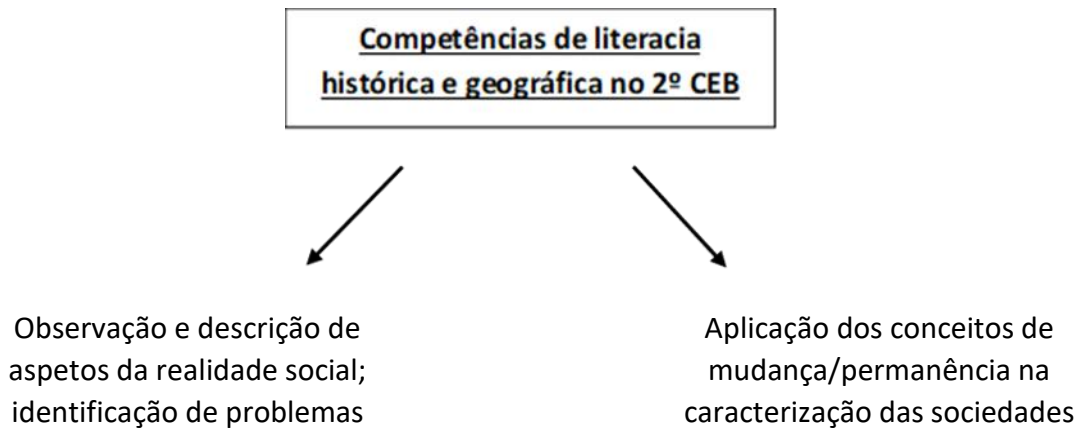 Competências de literacia
histórica e geográfica no 2º CEB
Observação e descrição de
aspetos da realidade social;
identificação de problemas
Aplicação dos conceitos de
mudança/permanência na
caracterização das sociedades